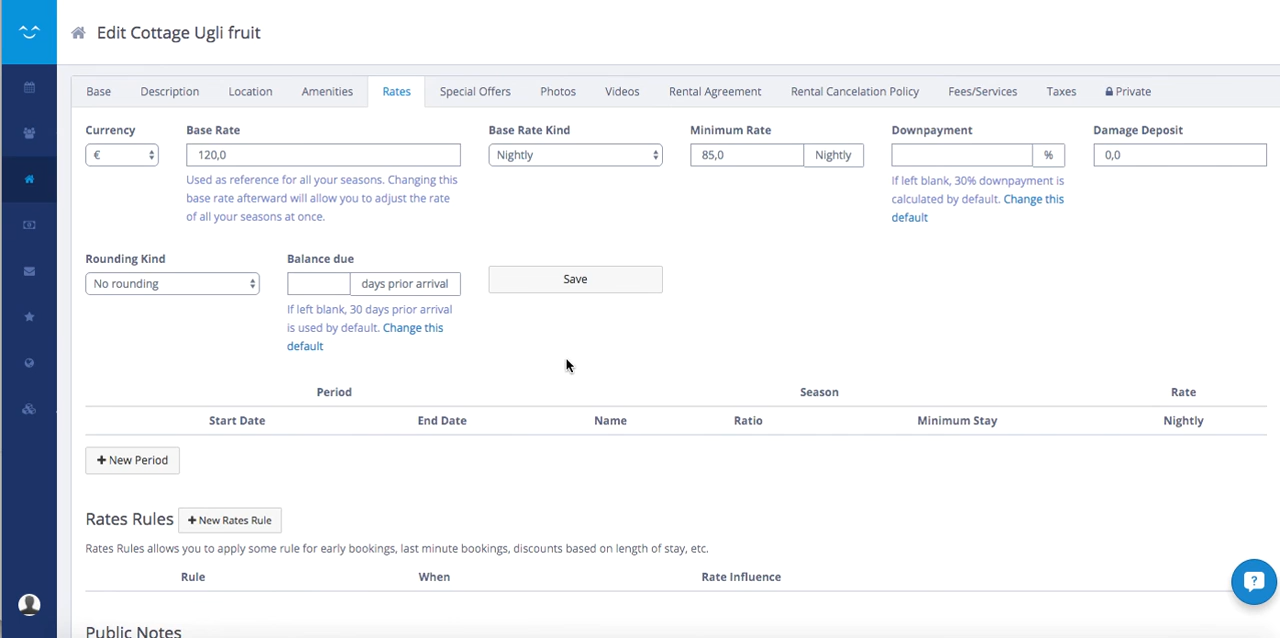 Edit Cottage Ugli fruit
Base Description Location Amenities Rates Special Offers Photos Videos Rental Agreement Rental Cancelation Policy Fees/Services Taxes Private
Currency Base Rate Base Rate Kind Minimum Rate Downpayment Damage Deposit
€ 120,0 Nightly 85,0 Nightly % 0,0
Used as reference for all your seasons. Changing this
base rate afterward will allow you to adjust the rate
of all your seasons at once.
If left blank, 30% downpayment is
calculated by default. Change this
default
Rounding Kind Balance due
No rounding days prior arrival Save
If left blank, 30 days prior arrival
is used by default. Change this
default
Period Season Rate
Start Date End Date Name Ratio Minimum Stay Nightly
+ New Period
Rates Rules + New Rates Rule
Rates Rules allows you to apply some rule for early bookings, last minute bookings, discounts based on length of stay, etc.
Rule When Rate Influence
Public Notes